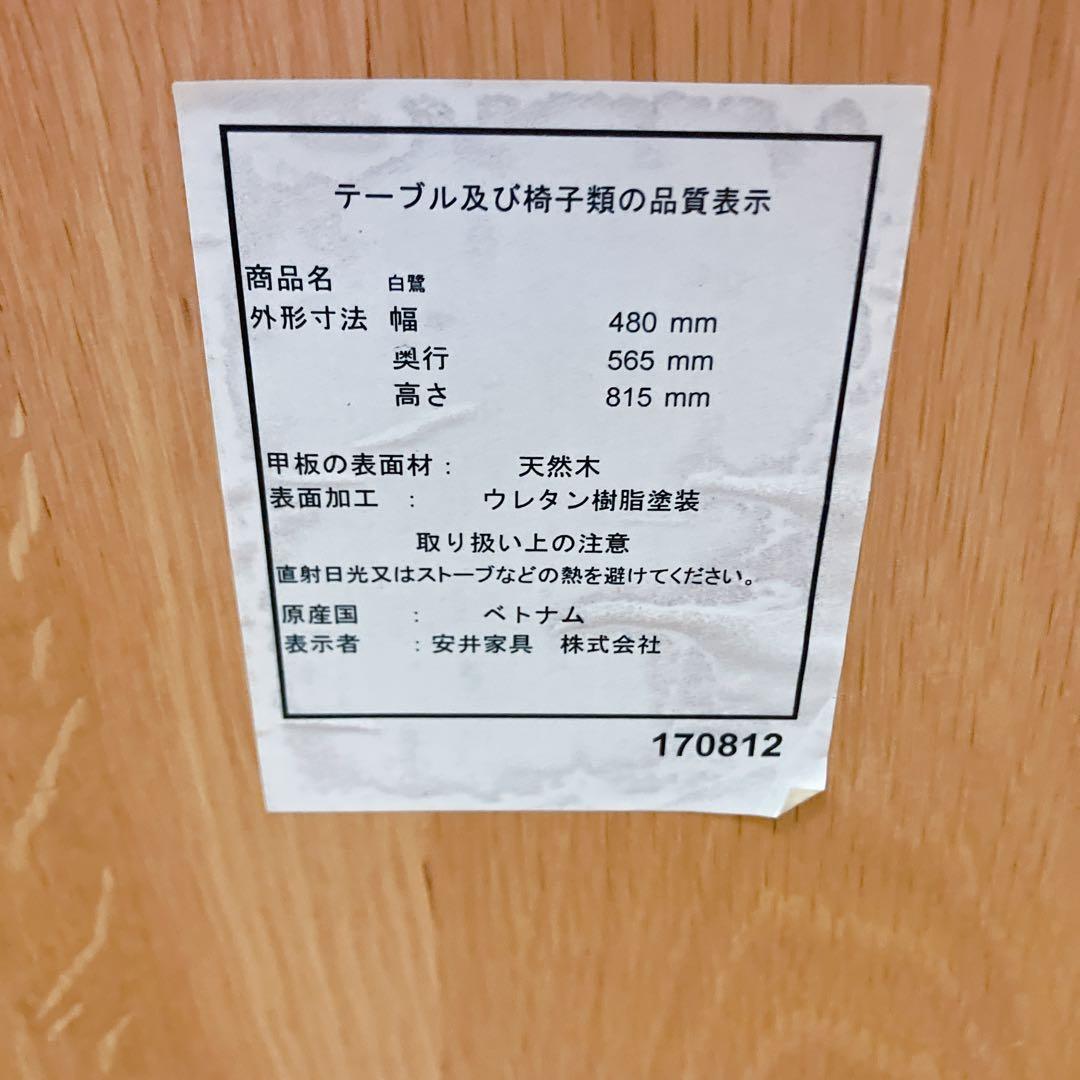 テーブル及び椅子類の品質表示
商品名 白鷺
外形寸法 幅 480 mm
奥行 565 mm
高さ 815 mm
甲板の表面材： 天然木
表面加工 ： ウレタン樹脂塗装
取り扱い上の注意
直射日光又はストーブなどの熱を避けてください。
原産国 ： ベトナム
表示者 ：安井家具 株式会社
170812